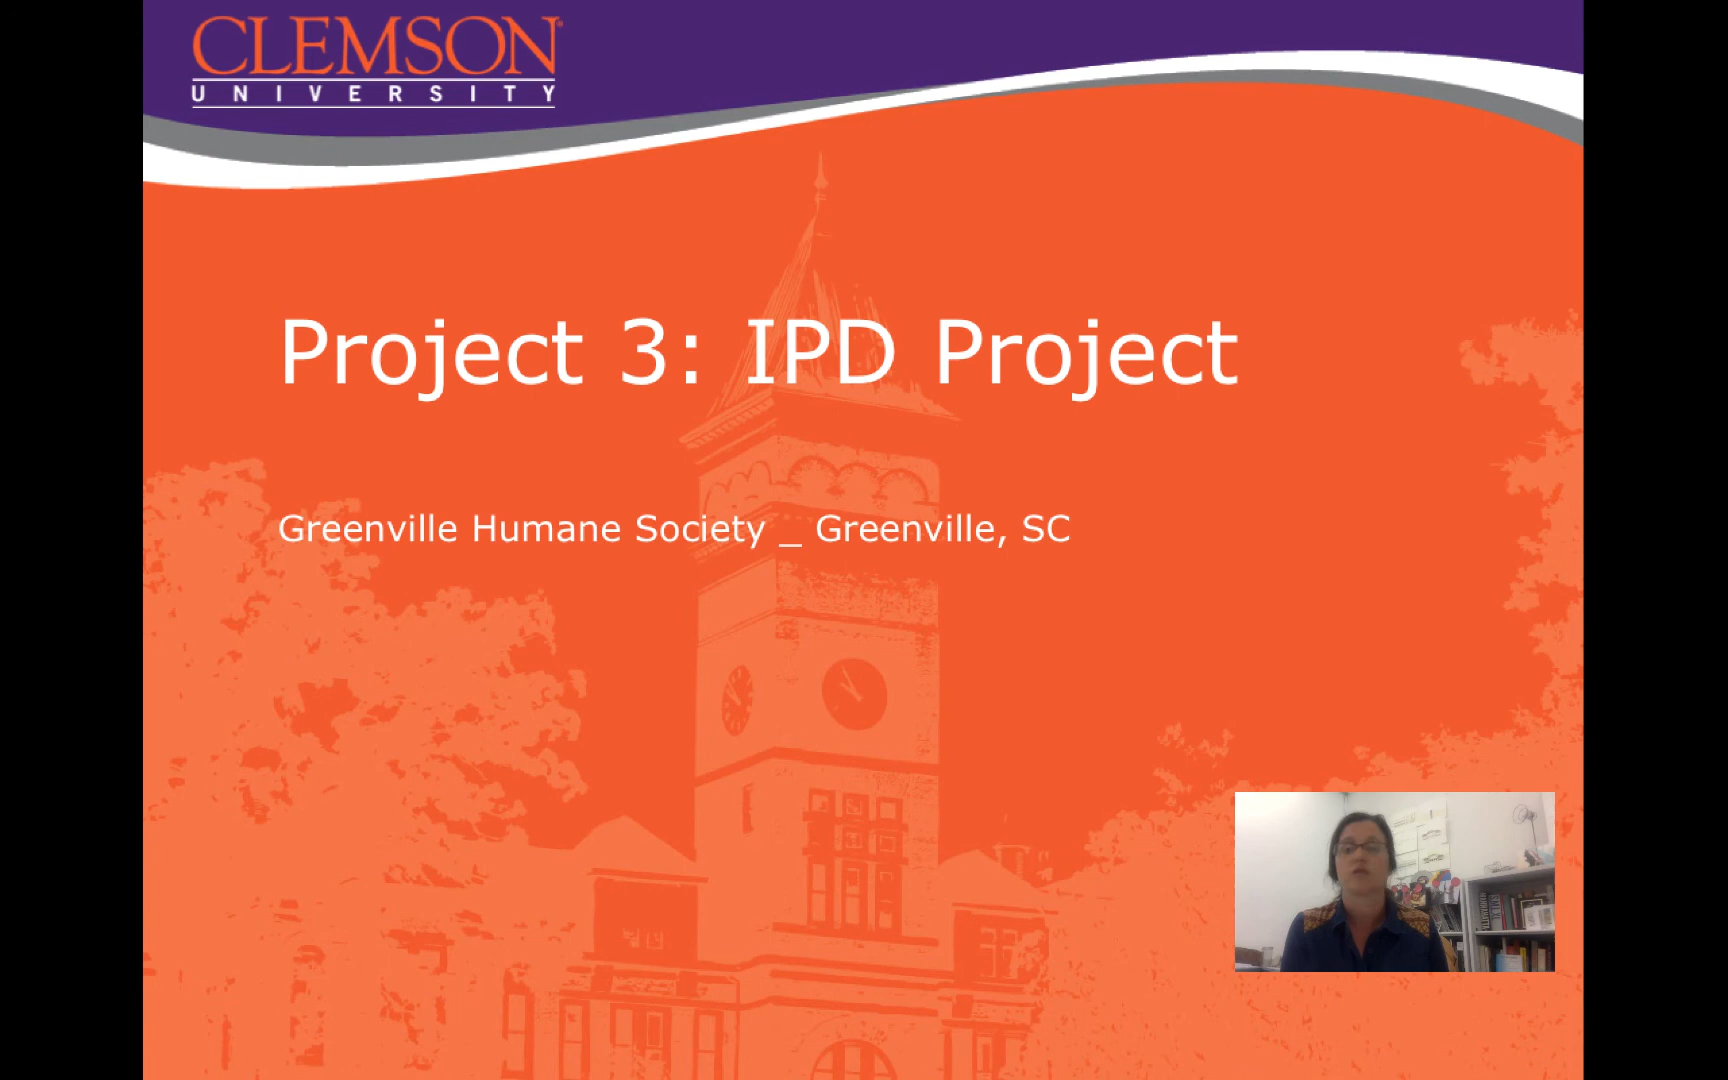 CLEMSON
UNIVERSITY
Project 3: IPD Project
Greenville Humane Society _ Greenville, SC